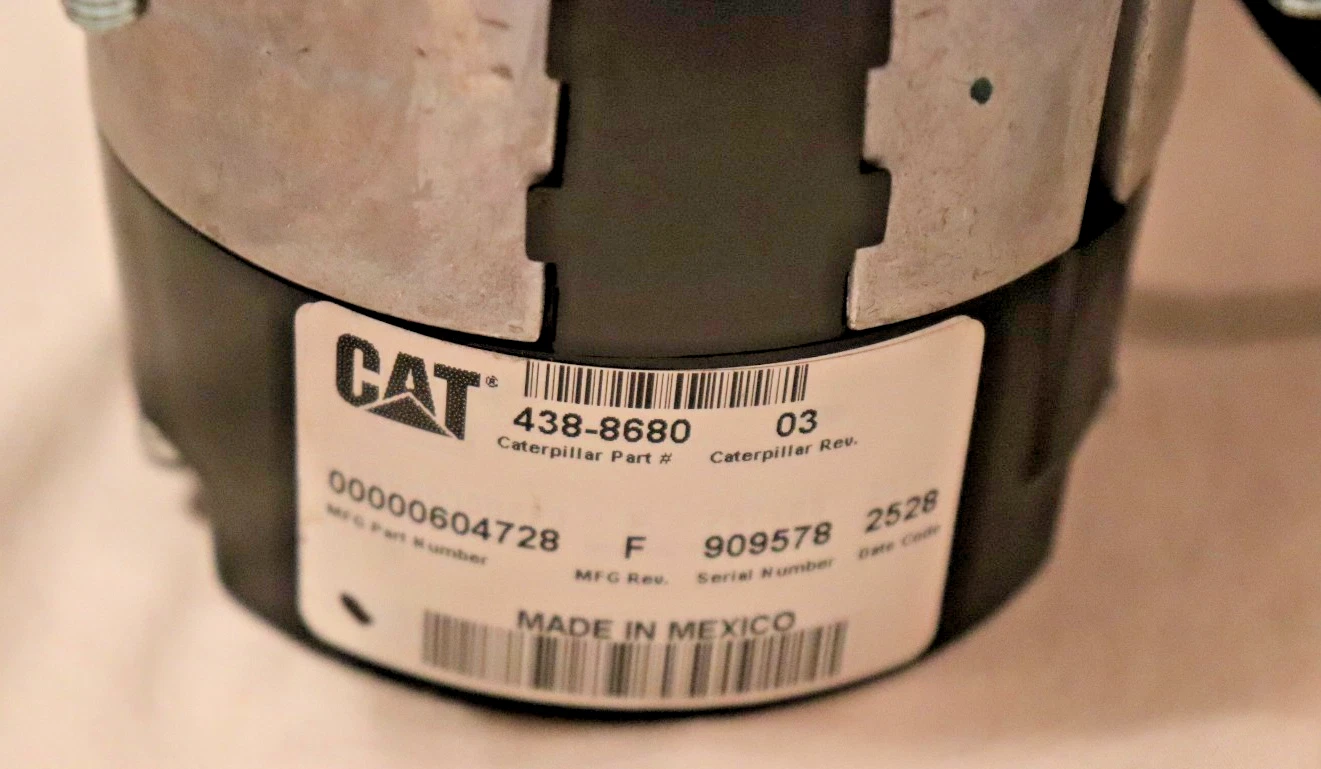 CAT®
438-8680 03
Caterpillar Part # Caterpillar Rev.
00000604728 F 909578 2528
MFG Part Number MFG Rev. Serial Number Date Code
MADE IN MEXICO